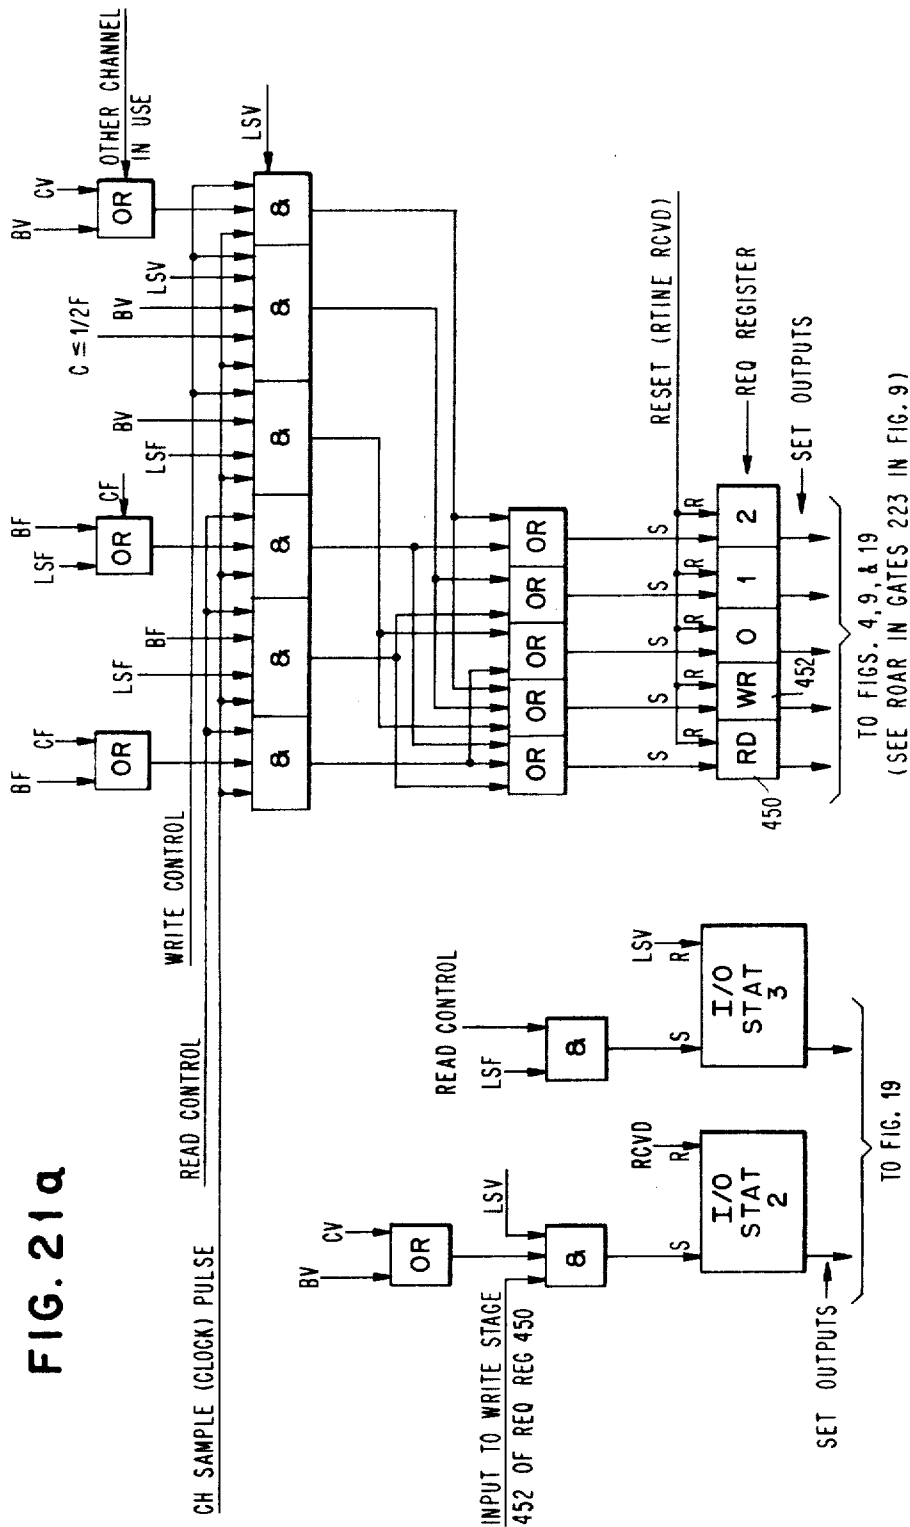 FIG. 21a
CH SAMPLE (CLOCK) PULSE
READ CONTROL
WRITE CONTROL
BF
CF
OR
LSF
BF
LSF
BF
CF
OR
LSF
BV
C ≤ 1/2F
BV
LSV
BV
CV
OR
OTHER CHANNEL
IN USE
LSV
&
&
&
&
&
&
OR
OR
OR
OR
OR
RESET (RTINE RCVD)
S
R
S
R
S
R
S
R
S
R
RD
WR
0
1
2
450
452
REQ REGISTER
SET OUTPUTS
TO FIGS. 4, 9, & 19
(SEE ROAR IN GATES 223 IN FIG. 9)
BV
CV
OR
LSV
INPUT TO WRITE STAGE
452 OF REQ REG 450
&
S
RCVD
R
I/O
STAT
2
SET OUTPUTS
READ CONTROL
LSF
&
S
LSV
R
I/O
STAT
3
TO FIG. 19